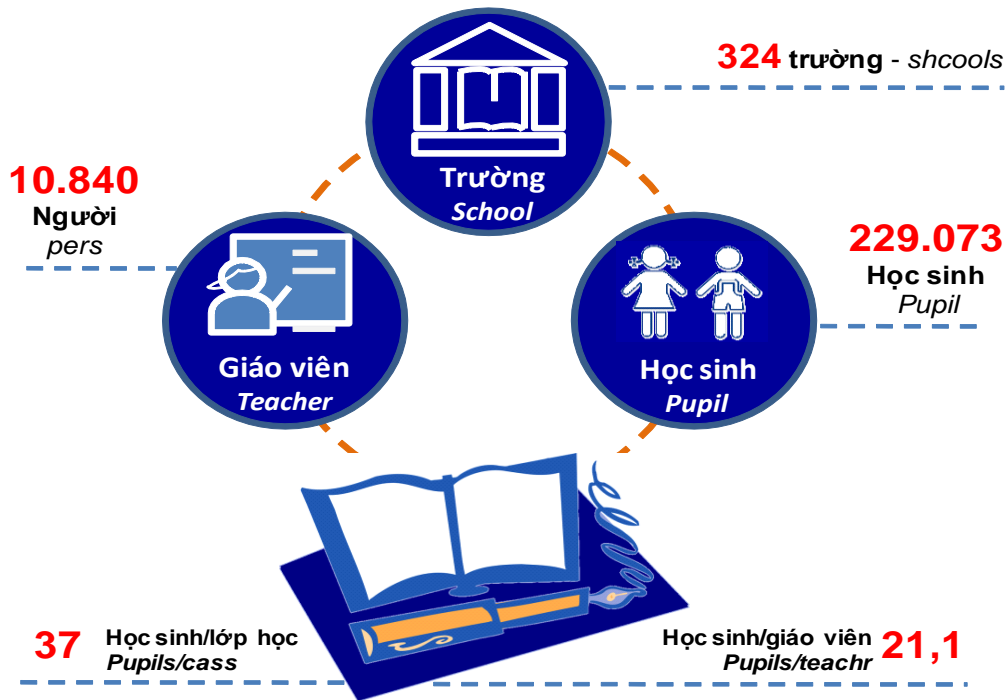 324 trường - shcools
Trường
School
10.840
Người
pers
Giáo viên
Teacher
229.073
Học sinh
Pupil
Học sinh
Pupil
37 Học sinh/lớp học
Pupils/cass
Học sinh/giáo viên 21,1
Pupils/teachr